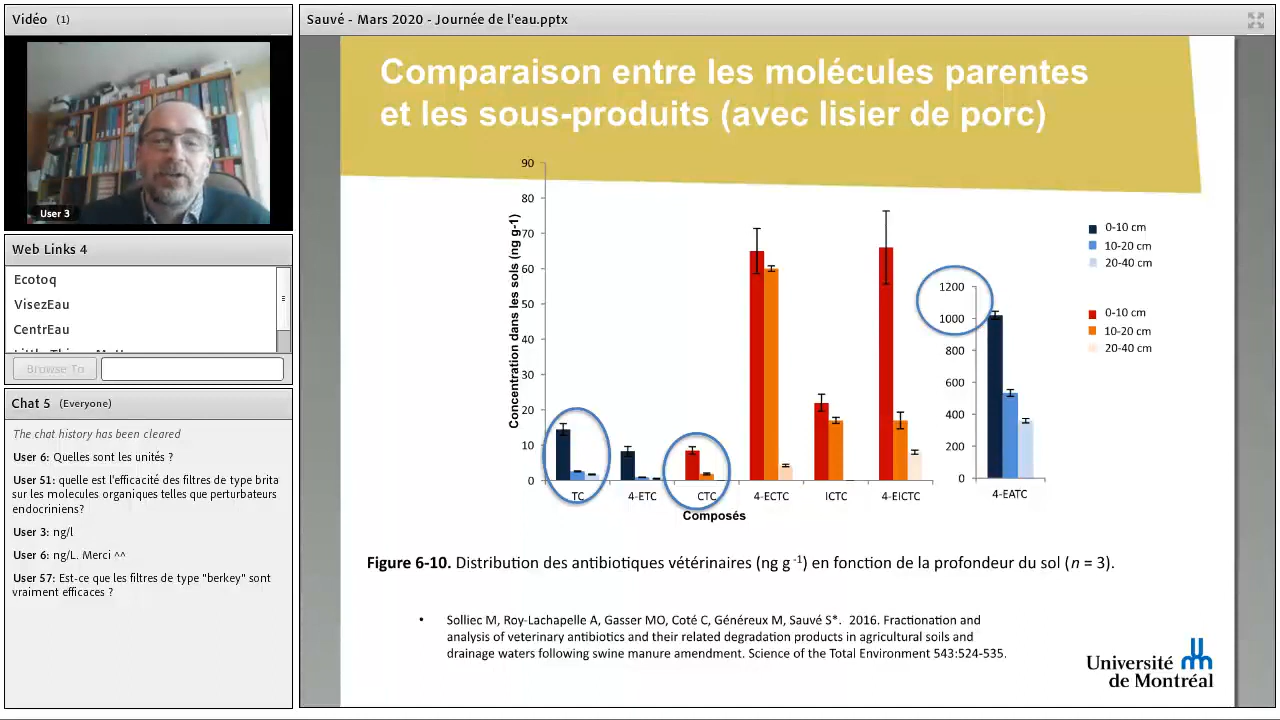 Vidéo (1)
User 3
Web Links 4
Ecotoq
VisezEau
CentrEau
Browse To
Chat 5 (Everyone)
The chat history has been cleared
User 6: Quelles sont les unités ?
User 51: quelle est l'efficacité des filtres de type brita
sur les molecules organiques telles que perturbateurs
endocriniens?
User 3: ng/l
User 6: ng/L. Merci ^^
User 57: Est-ce que les filtres de type "berkey" sont
vraiment efficaces ?
Sauvé - Mars 2020 - Journée de l'eau.pptx
Comparaison entre les molécules parentes
et les sous-produits (avec lisier de porc)
Concentration dans les sols (ng g-1)
90
80
70
60
50
40
30
20
10
0
TC
4-ETC
CTC
4-ECTC
ICTC
4-EICTC
Composés
1200
1000
800
600
400
200
0
4-EATC
0-10 cm
10-20 cm
20-40 cm
0-10 cm
10-20 cm
20-40 cm
Figure 6-10. Distribution des antibiotiques vétérinaires (ng g⁻¹) en fonction de la profondeur du sol (n = 3).
• Solliec M, Roy-Lachapelle A, Gasser MO, Coté C, Généreux M, Sauvé S*. 2016. Fractionation and
analysis of veterinary antibiotics and their related degradation products in agricultural soils and
drainage waters following swine manure amendment. Science of the Total Environment 543:524-535.
Université
de Montréal